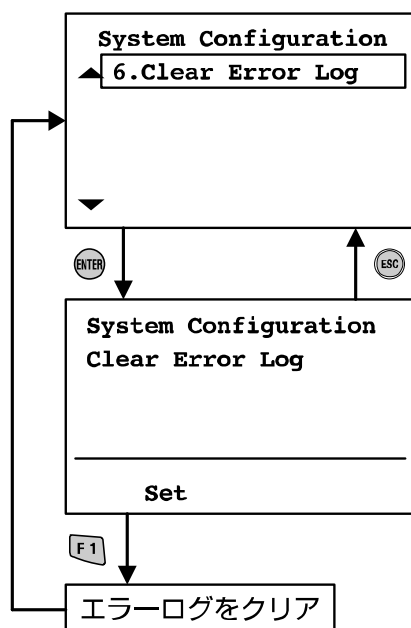 System Configuration
6.Clear Error Log
ENTER
ESC
System Configuration
Clear Error Log
Set
F1
エラーログをクリア